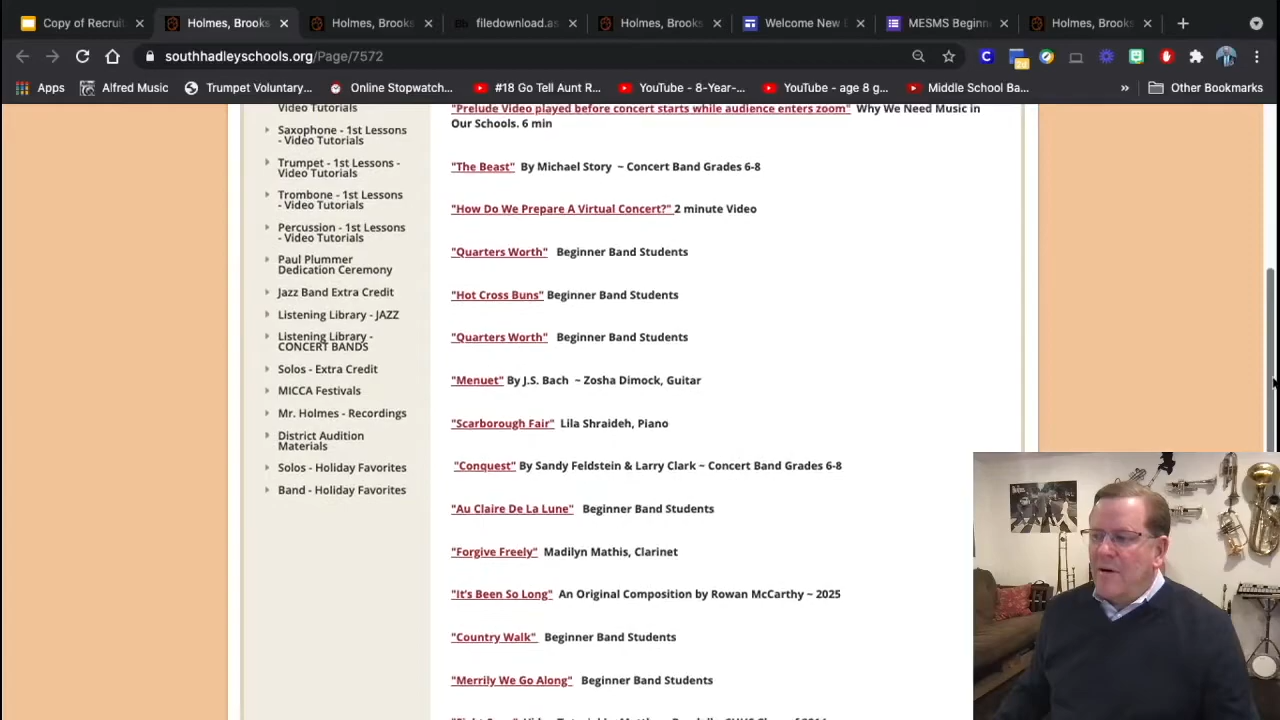 Copy of Recruit
Holmes, Brooks
Holmes, Brooks
filedownload.as
Holmes, Brooks
Welcome New
MESMS Beginn
Holmes, Brooks
southhadleyschools.org/Page/7572
Apps
Alfred Music
Trumpet Voluntary...
Online Stopwatch...
#18 Go Tell Aunt R...
YouTube - 8-Year-...
YouTube - age 8 g...
Middle School Ba...
»
Other Bookmarks
Video Tutorials
Saxophone - 1st Lessons
- Video Tutorials
Trumpet - 1st Lessons -
Video Tutorials
Trombone - 1st Lessons
- Video Tutorials
Percussion - 1st Lessons
- Video Tutorials
Paul Plummer
Dedication Ceremony
Jazz Band Extra Credit
Listening Library - JAZZ
Listening Library -
CONCERT BANDS
Solos - Extra Credit
MICCA Festivals
Mr. Holmes - Recordings
District Audition
Materials
Solos - Holiday Favorites
Band - Holiday Favorites
"Prelude Video played before concert starts while audience enters zoom" Why We Need Music in
Our Schools. 6 min
"The Beast" By Michael Story ~ Concert Band Grades 6-8
"How Do We Prepare A Virtual Concert?" 2 minute Video
"Quarters Worth" Beginner Band Students
"Hot Cross Buns" Beginner Band Students
"Quarters Worth" Beginner Band Students
"Menuet" By J.S. Bach ~ Zosha Dimock, Guitar
"Scarborough Fair" Lila Shraideh, Piano
"Conquest" By Sandy Feldstein & Larry Clark ~ Concert Band Grades 6-8
"Au Claire De La Lune" Beginner Band Students
"Forgive Freely" Madilyn Mathis, Clarinet
"It's Been So Long" An Original Composition by Rowan McCarthy ~ 2025
"Country Walk" Beginner Band Students
"Merrily We Go Along" Beginner Band Students